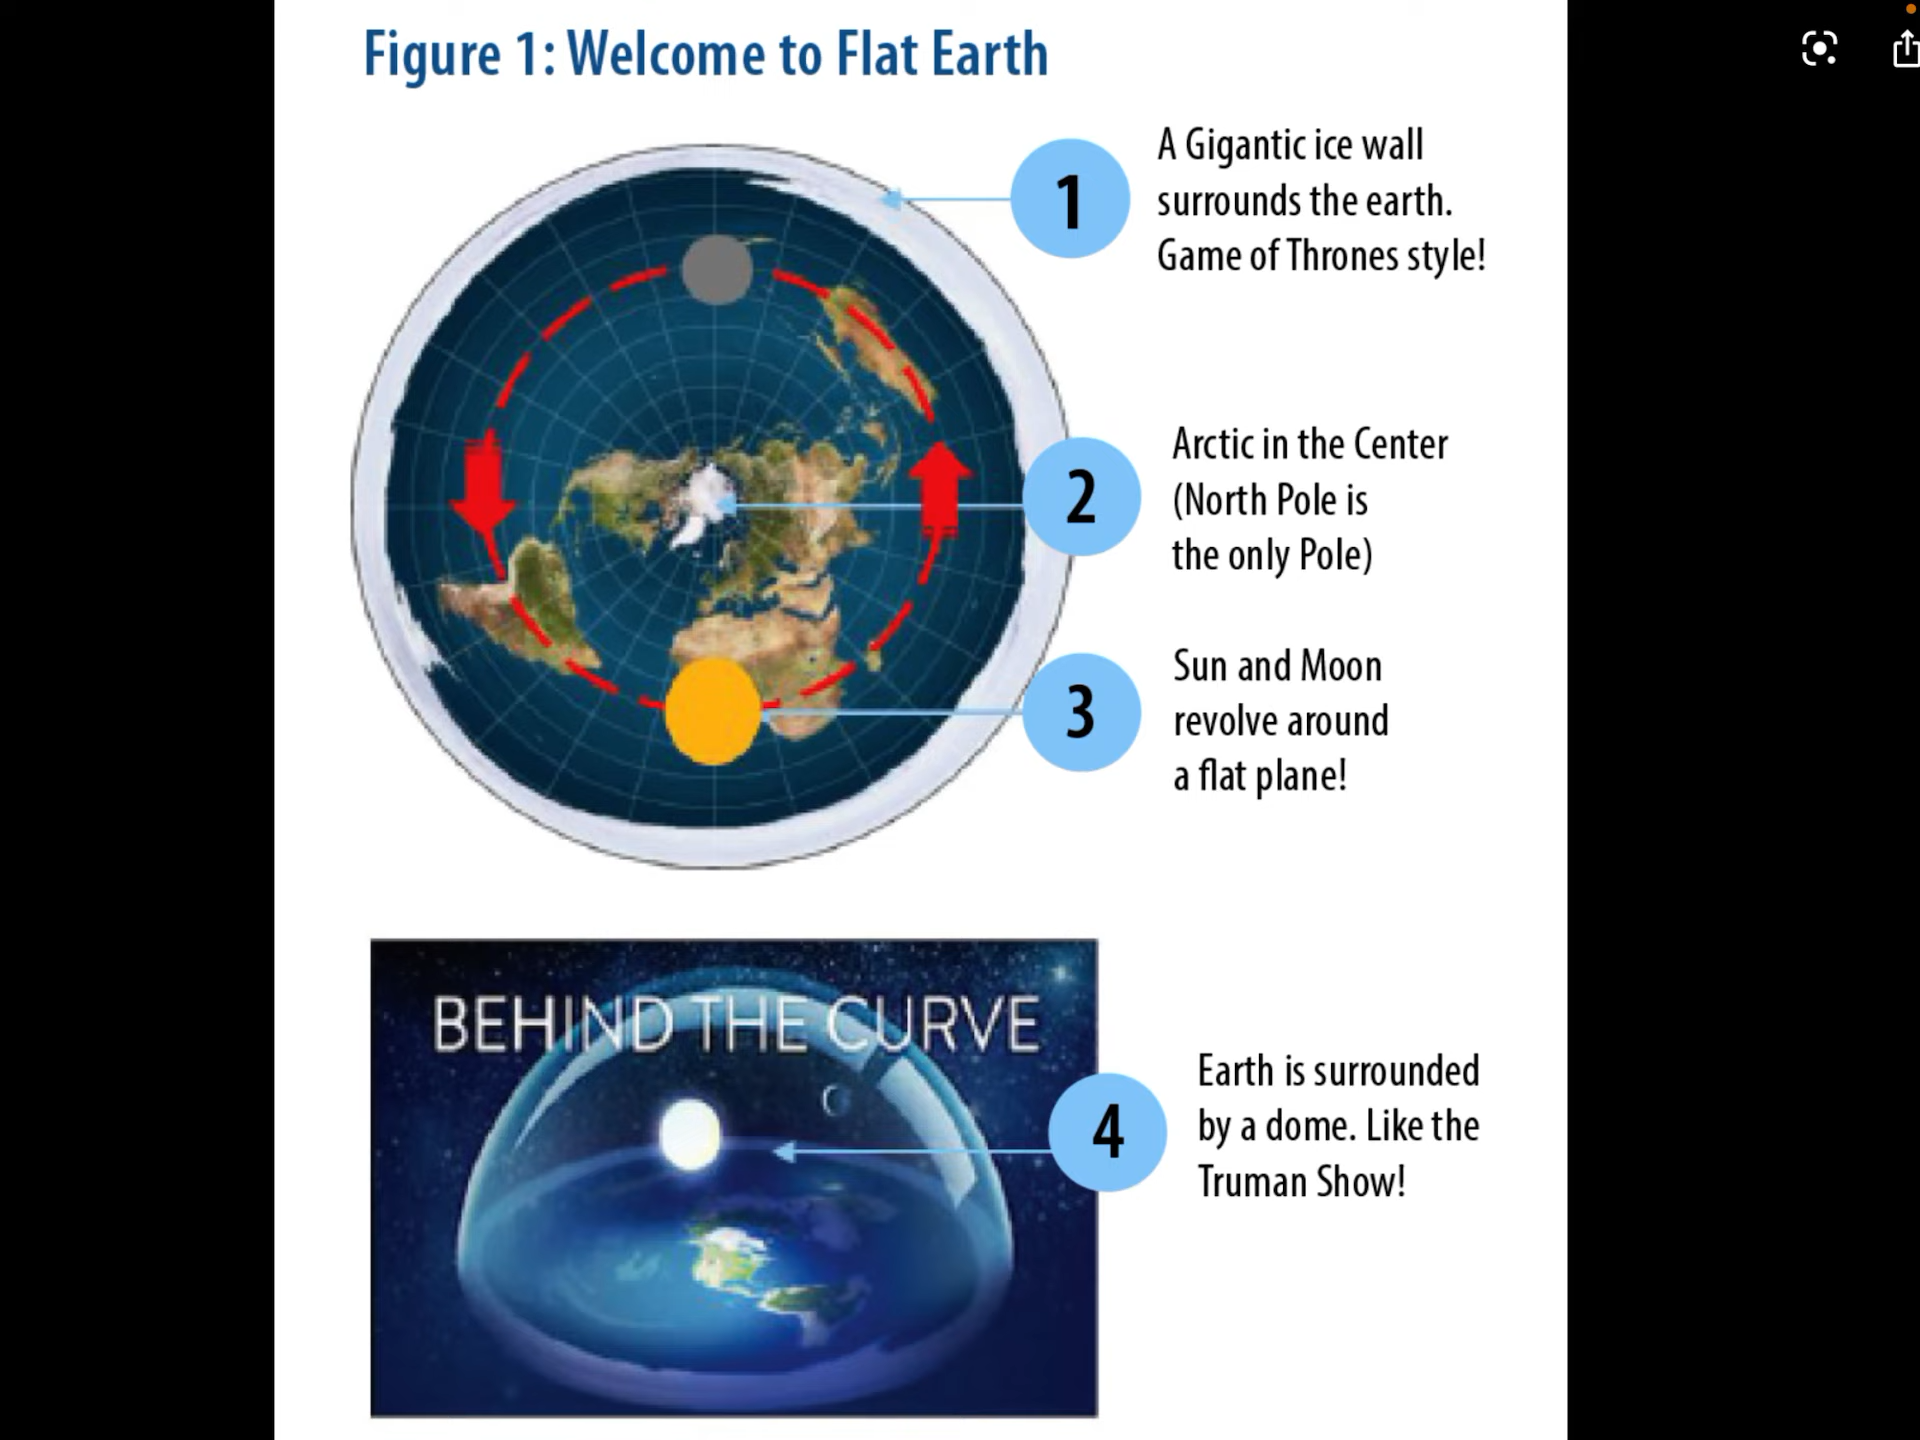 Figure 1: Welcome to Flat Earth
1
A Gigantic ice wall
surrounds the earth.
Game of Thrones style!
2
Arctic in the Center
(North Pole is
the only Pole)
3
Sun and Moon
revolve around
a flat plane!
BEHIND THE CURVE
4
Earth is surrounded
by a dome. Like the
Truman Show!